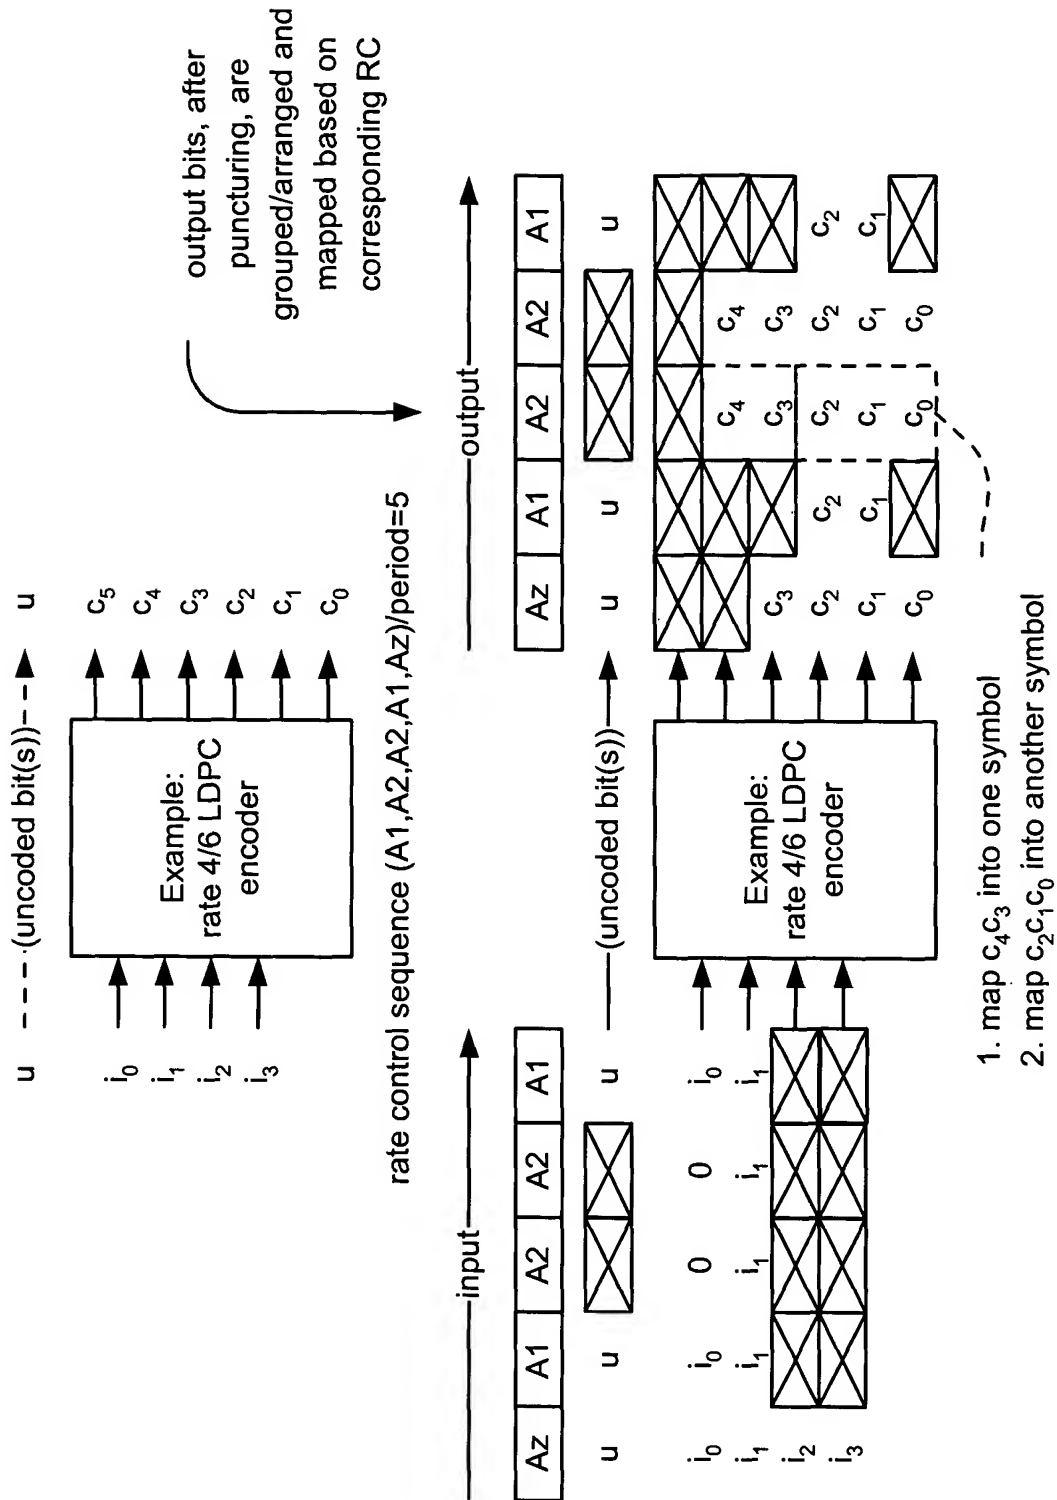 u
(uncoded bit(s))
u
i₀
i₁
i₂
i₃
Example:
rate 4/6 LDPC
encoder
c₅
c₄
c₃
c₂
c₁
c₀
output bits, after
puncturing, are
grouped/arranged and
mapped based on
corresponding RC
rate control sequence (A1,A2,A2,A1,Az)/period=5
input
Az A1 A2 A2 A1
u u u
i₀ i₀ 0 0 i₀
i₁ i₁ i₁ i₁ i₁
i₂
i₃
(uncoded bit(s))
Example:
rate 4/6 LDPC
encoder
output
Az A1 A2 A2 A1
u u u
c₄ c₄
c₃ c₃ c₃
c₂ c₂ c₂ c₂ c₂
c₁ c₁ c₁ c₁ c₁
c₀ c₀ c₀
1. map c₄c₃ into one symbol
2. map c₂c₁c₀ into another symbol